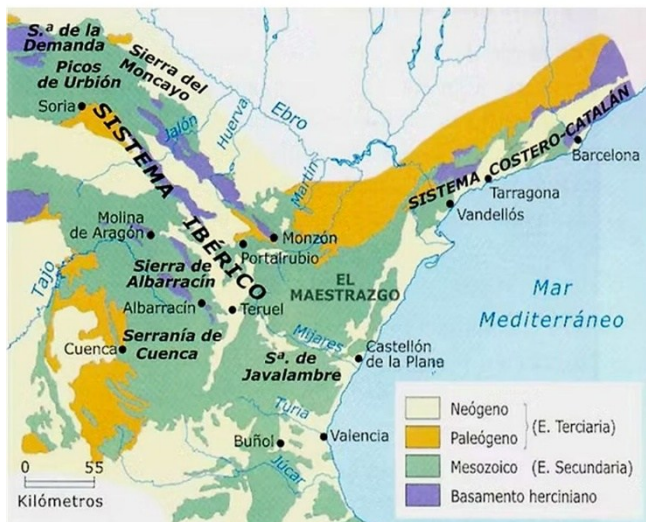 S.ª de la
Demanda
Picos
de Urbión
Sierra del
Moncayo
Soria
SISTEMA IBÉRICO
Jalón
Huerva
Ebro
Martín
SISTEMA COSTERO-CATALÁN
Barcelona
Tarragona
Vandellós
Molina
de Aragón
Monzón
Portalrubio
Tajo
Sierra de
Albarracín
EL
MAESTRAZGO
Mar
Mediterráneo
Albarracín
Teruel
Serranía de
Cuenca
Cuenca
Mijares
Sª. de
Javalambre
Castellón
de la Plane
Turia
Buñol
Valencia
Júcar
0 55
Kilómetros
Neógeno
Paleógeno
(E. Terciaria)
Mesozoico (E. Secundaria)
Basamento herciniano